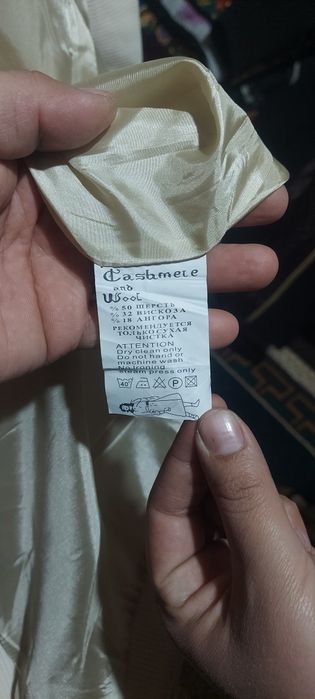 Cashmere
and
Wool
% 50 ШЕРСТЬ
% 32 ВИСКОЗА
% 18 АНГОРА
РЕКОМЕНДУЕТСЯ
ТОЛЬКО СУХАЯ
ЧИСТКА
ATTENTION
Dry clean only
Do not hand or
machine wash
No ironing
steam press only
40 P